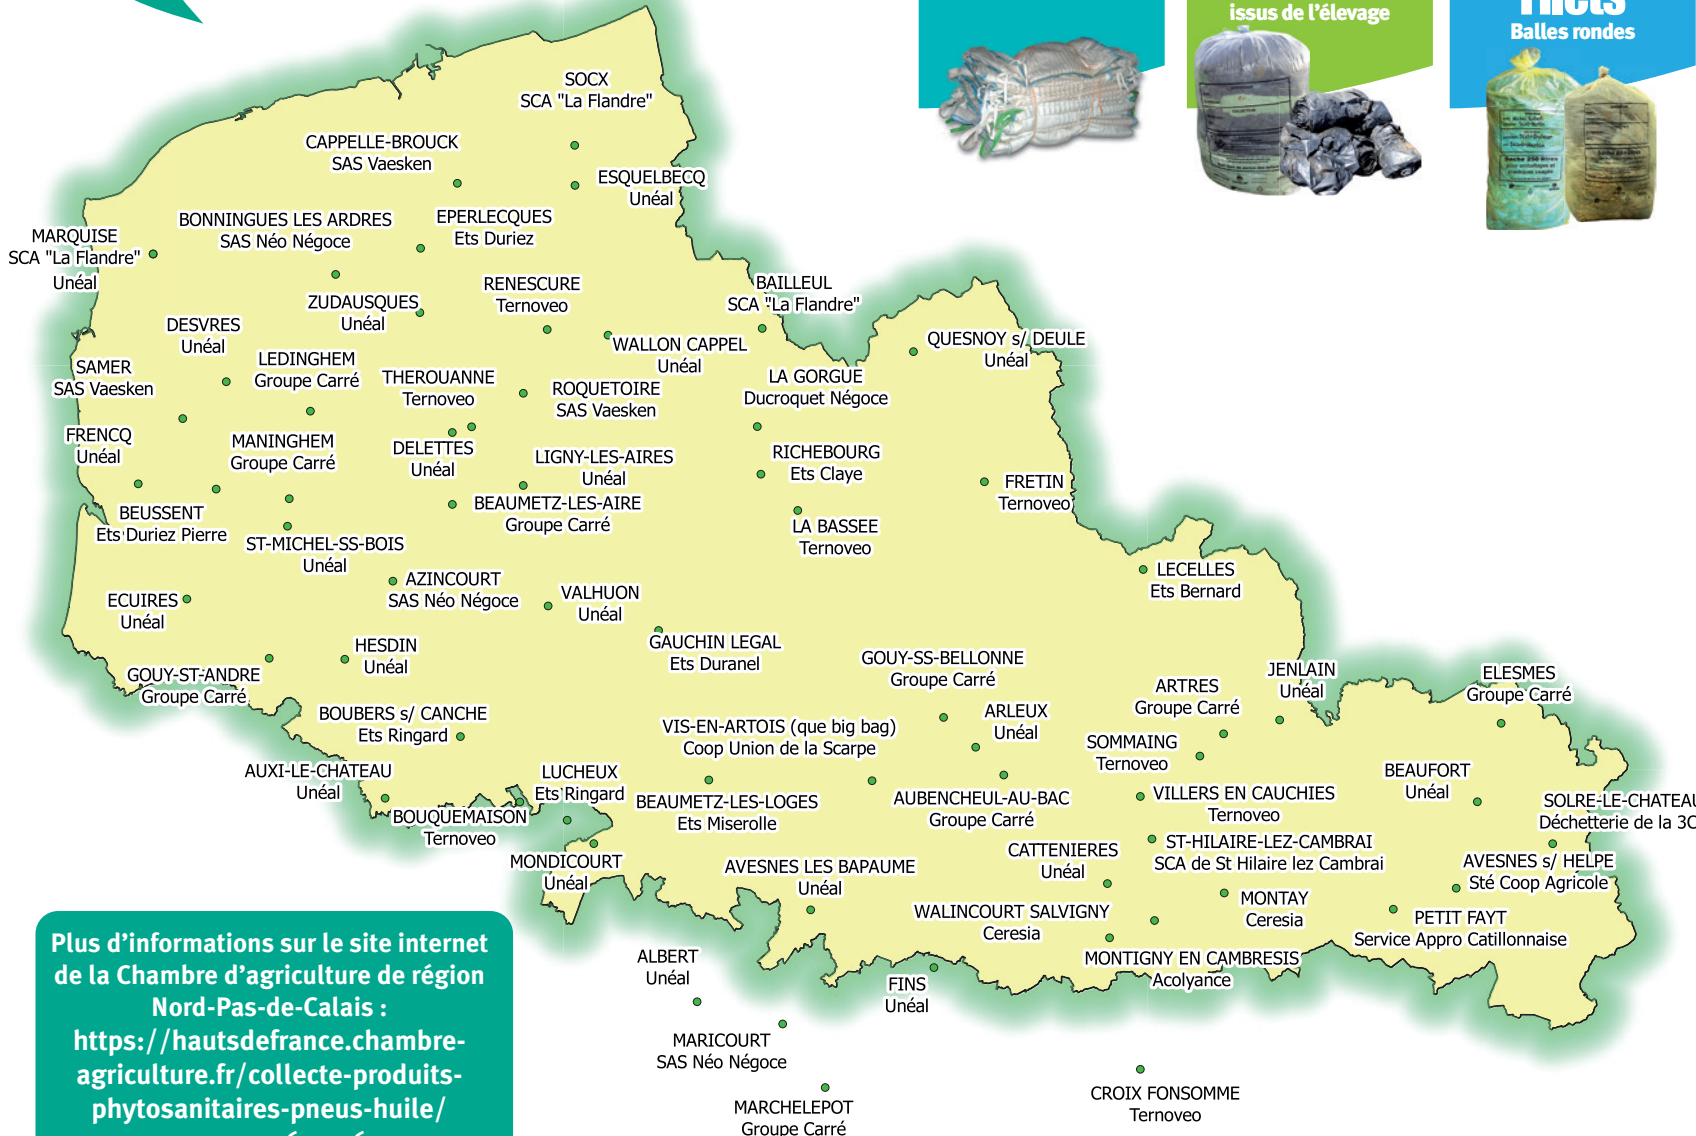 issus de l'élevage
Filets
Balles rondes
SOCX
SCA "La Flandre"
CAPPELLE-BROUCK
SAS Vaesken
ESQUELBECQ
Unéal
BONNINGUES LES ARDRES
SAS Néo Négoce
EPERLECQUES
Ets Duriez
MARQUISE
SCA "La Flandre"
Unéal
RENESCURE
Ternoveo
BAILLEUL
SCA "La Flandre"
ZUDAUSQUES
Unéal
DESVRES
Unéal
WALLON CAPPEL
Unéal
QUESNOY s/ DEULE
Unéal
LEDINGHEM
Groupe Carré
SAMER
SAS Vaesken
THEROUANNE
Ternoveo
ROQUETOIRE
SAS Vaesken
LA GORGUE
Ducroquet Négoce
FRENCQ
Unéal
MANINGHEM
Groupe Carré
DELETTES
Unéal
LIGNY-LES-AIRES
Unéal
RICHEBOURG
Ets Claye
FRETIN
Ternoveo
BEUSSENT
Ets Duriez Pierre
BEAUMETZ-LES-AIRE
Groupe Carré
LA BASSEE
Ternoveo
ST-MICHEL-SS-BOIS
Unéal
LECELLES
Ets Bernard
AZINCOURT
SAS Néo Négoce
VALHUON
Unéal
ECUIRES
Unéal
HESDIN
Unéal
GAUCHIN LEGAL
Ets Duranel
GOUY-SS-BELLONNE
Groupe Carré
GOUY-ST-ANDRE
Groupe Carré
JENLAIN
Unéal
ELESMES
Groupe Carré
ARTRES
Groupe Carré
BOUBERS s/ CANCHE
Ets Ringard
VIS-EN-ARTOIS (que big bag)
Coop Union de la Scarpe
ARLEUX
Unéal
SOMMAING
Ternoveo
AUXI-LE-CHATEAU
Unéal
LUCHEUX
Ets Ringard
BEAUFORT
Unéal
BEAUMETZ-LES-LOGES
Ets Miserolle
AUBENCHEUL-AU-BAC
Groupe Carré
VILLERS EN CAUCHIES
Ternoveo
SOLRE-LE-CHATEAU
Déchetterie de la 3C
BOUQUEMAISON
Ternoveo
ST-HILAIRE-LEZ-CAMBRAI
SCA de St Hilaire lez Cambrai
CATTENIERES
Unéal
MONDICOURT
Unéal
AVESNES LES BAPAUME
Unéal
AVESNES s/ HELPE
Sté Coop Agricole
MONTAY
Ceresia
WALINCOURT SALVIGNY
Ceresia
PETIT FAYT
Service Appro Catillonnaise
MONTIGNY EN CAMBRESIS
Acolyance
ALBERT
Unéal
FINS
Unéal
MARICOURT
SAS Néo Négoce
CROIX FONSOMME
Ternoveo
MARCHELEPOT
Groupe Carré
Plus d'informations sur le site internet
de la Chambre d'agriculture de région
Nord-Pas-de-Calais :
https://hautsdefrance.chambre-
agriculture.fr/collecte-produits-
phytosanitaires-pneus-huile/